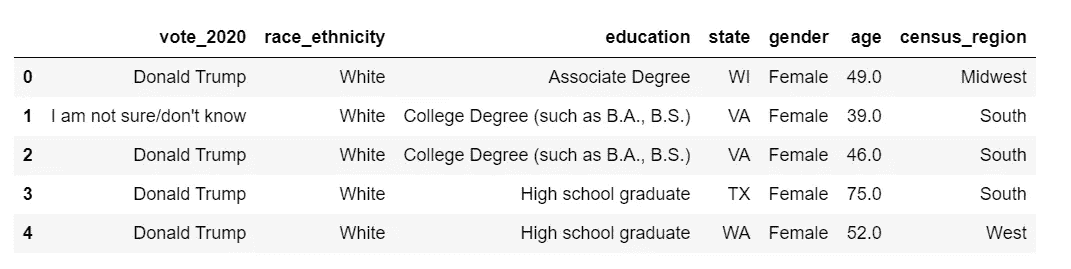 vote_2020 race_ethnicity education state gender age census_region
0 Donald Trump White Associate Degree WI Female 49.0 Midwest
1 I am not sure/don't know White College Degree (such as B.A., B.S.) VA Female 39.0 South
2 Donald Trump White College Degree (such as B.A., B.S.) VA Female 46.0 South
3 Donald Trump White High school graduate TX Female 75.0 South
4 Donald Trump White High school graduate WA Female 52.0 West